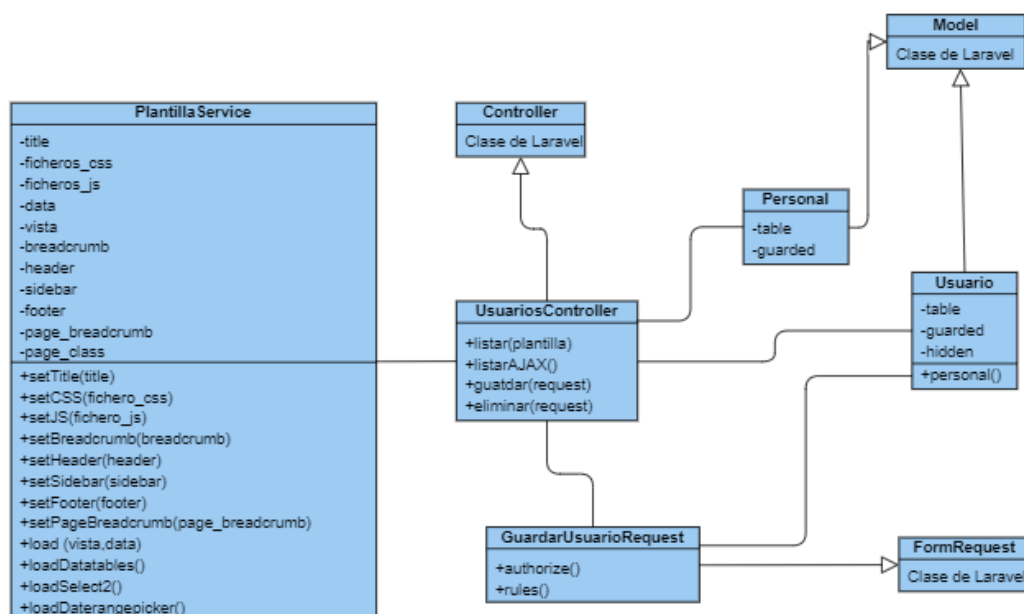 Model
Clase de Laravel
PlantillaService
-title
-ficheros_css
-ficheros_js
-data
-vista
-breadcrumb
-header
-sidebar
-footer
-page_breadcrumb
-page_class
+setTitle(title)
+setCSS(fichero_css)
+setJS(fichero_js)
+setBreadcrumb(breadcrumb)
+setHeader(header)
+setSidebar(sidebar)
+setFooter(footer)
+setPageBreadcrumb(page_breadcrumb)
+load (vista,data)
+loadDatatables()
+loadSelect2()
+loadDaterangepicker()
Controller
Clase de Laravel
Personal
-table
-guarded
UsuariosController
+listar(plantilla)
+listarAJAX()
+guatdar(request)
+eliminar(request)
Usuario
-table
-guarded
-hidden
+personal()
GuardarUsuarioRequest
+authorize()
+rules()
FormRequest
Clase de Laravel